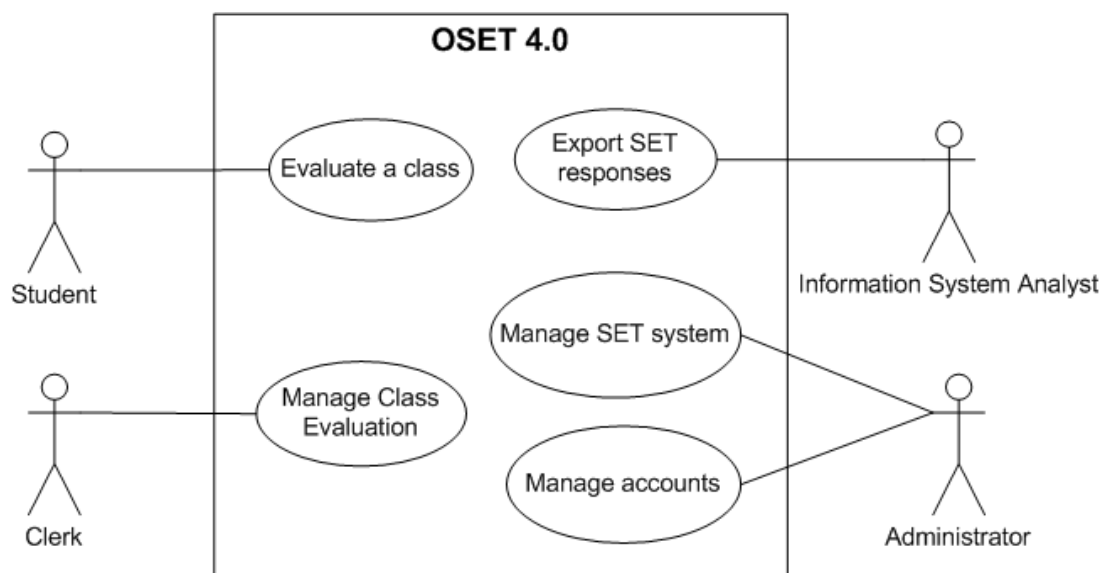 OSET 4.0
Evaluate a class
Export SET
responses
Student
Information System Analyst
Manage SET system
Manage Class
Evaluation
Manage accounts
Clerk
Administrator